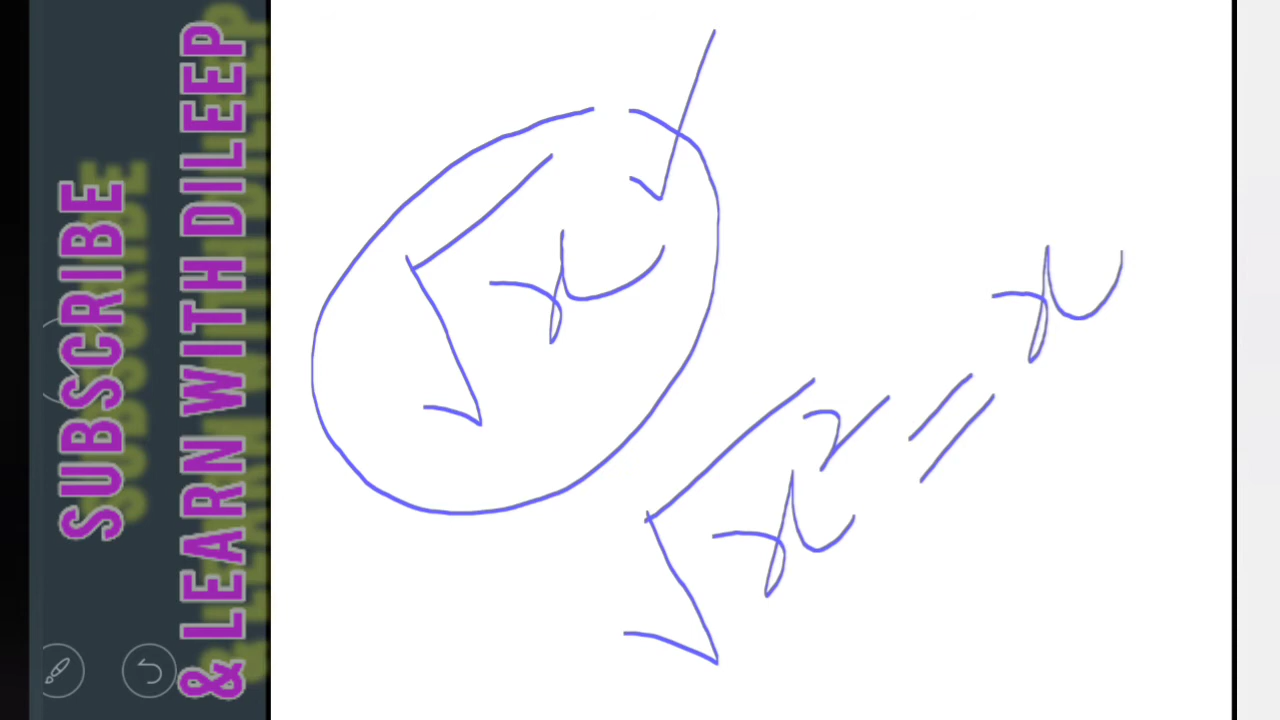 SUBSCRIBE
& LEARN WITH DILEEP
√x
√x² = x